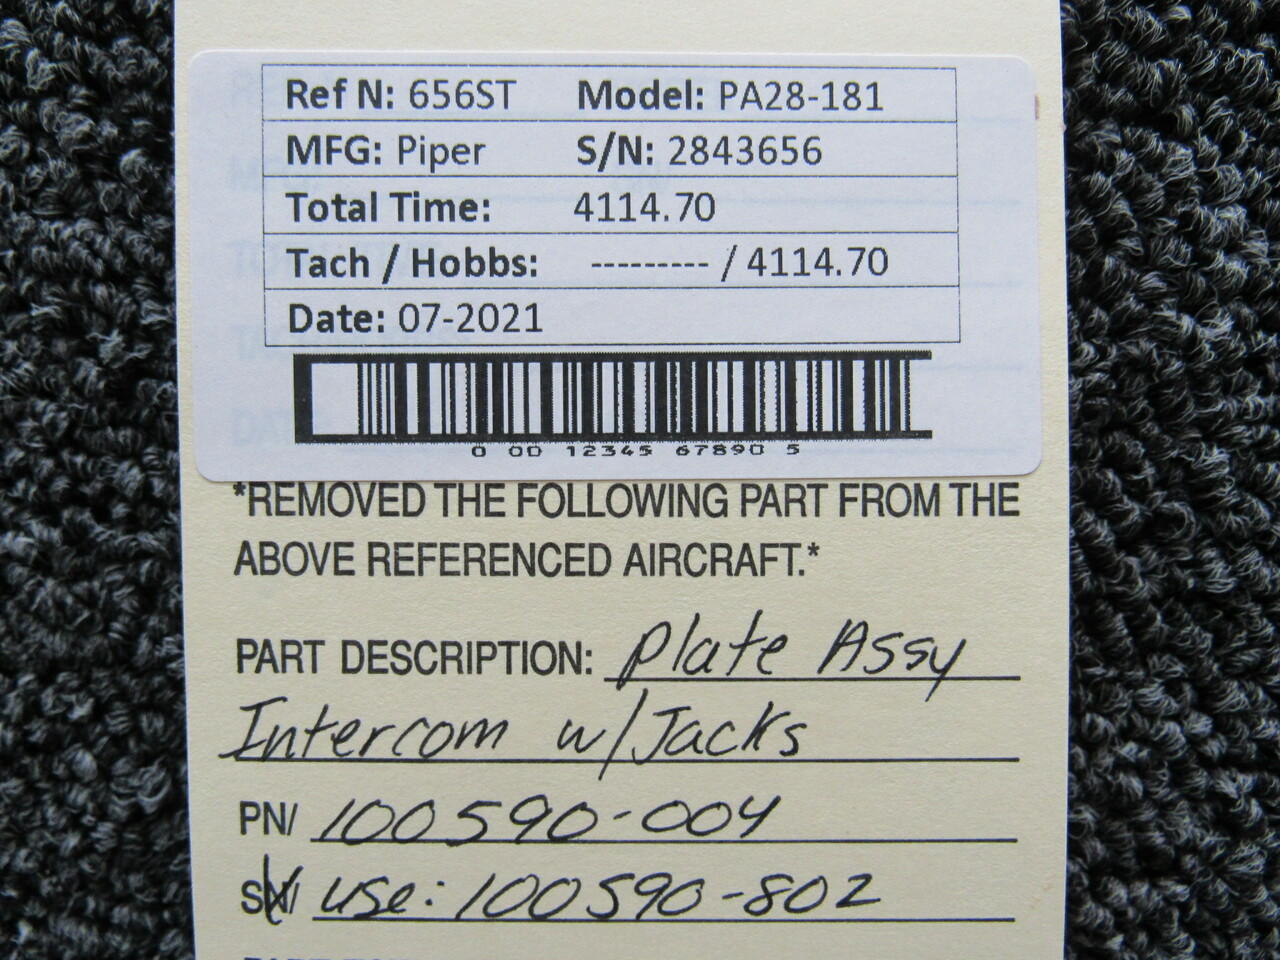 Ref N: 656ST Model: PA28-181
MFG: Piper S/N: 2843656
Total Time: 4114.70
Tach / Hobbs: --------- / 4114.70
Date: 07-2021
0 00 12345 67890 5
*REMOVED THE FOLLOWING PART FROM THE
ABOVE REFERENCED AIRCRAFT.*
PART DESCRIPTION: Plate Assy
Intercom w/Jacks
PN/ 100590-004
SN/ use: 100590-802